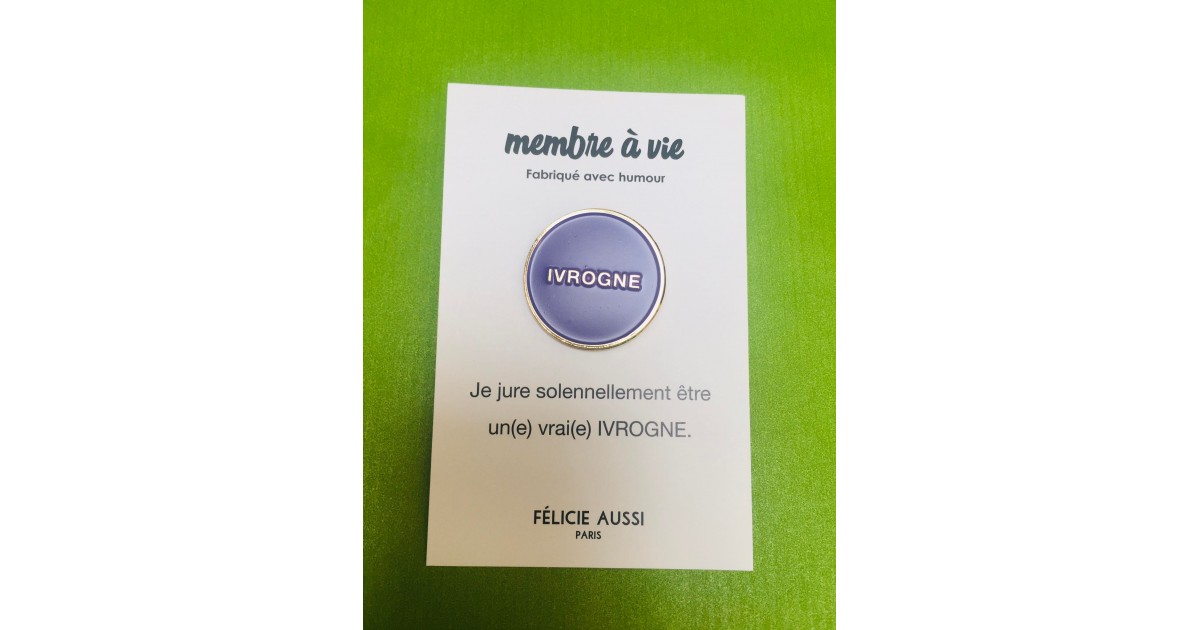 membre à vie
Fabriqué avec humour
IVROGNE
Je jure solennellement être
un(e) vrai(e) IVROGNE.
FÉLICIE AUSSI
PARIS